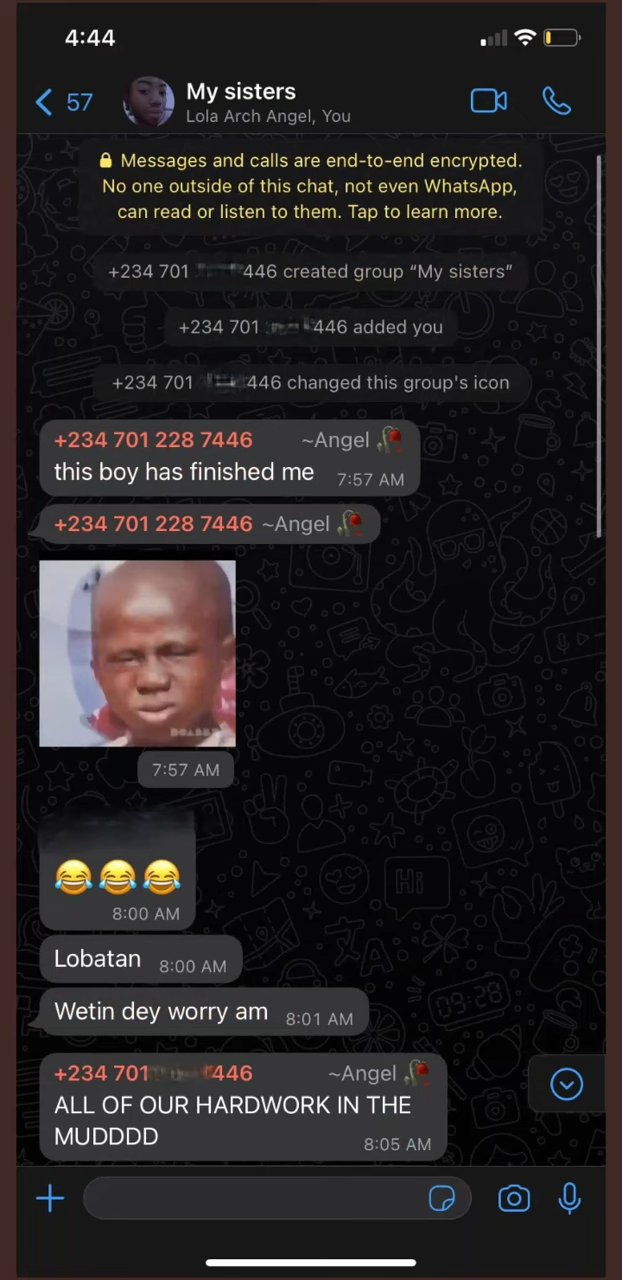 4:44
57
My sisters
Lola Arch Angel, You
Messages and calls are end-to-end encrypted.
No one outside of this chat, not even WhatsApp,
can read or listen to them. Tap to learn more.
+234 701 446 created group “My sisters”
+234 701 446 added you
+234 701 446 changed this group's icon
+234 701 228 7446 ~Angel 🥀
this boy has finished me 7:57 AM
+234 701 228 7446 ~Angel 🥀
7:57 AM
😂😂😂
8:00 AM
Lobatan 8:00 AM
Wetin dey worry am 8:01 AM
+234 701 446 ~Angel 🥀
ALL OF OUR HARDWORK IN THE
MUDDDD
8:05 AM